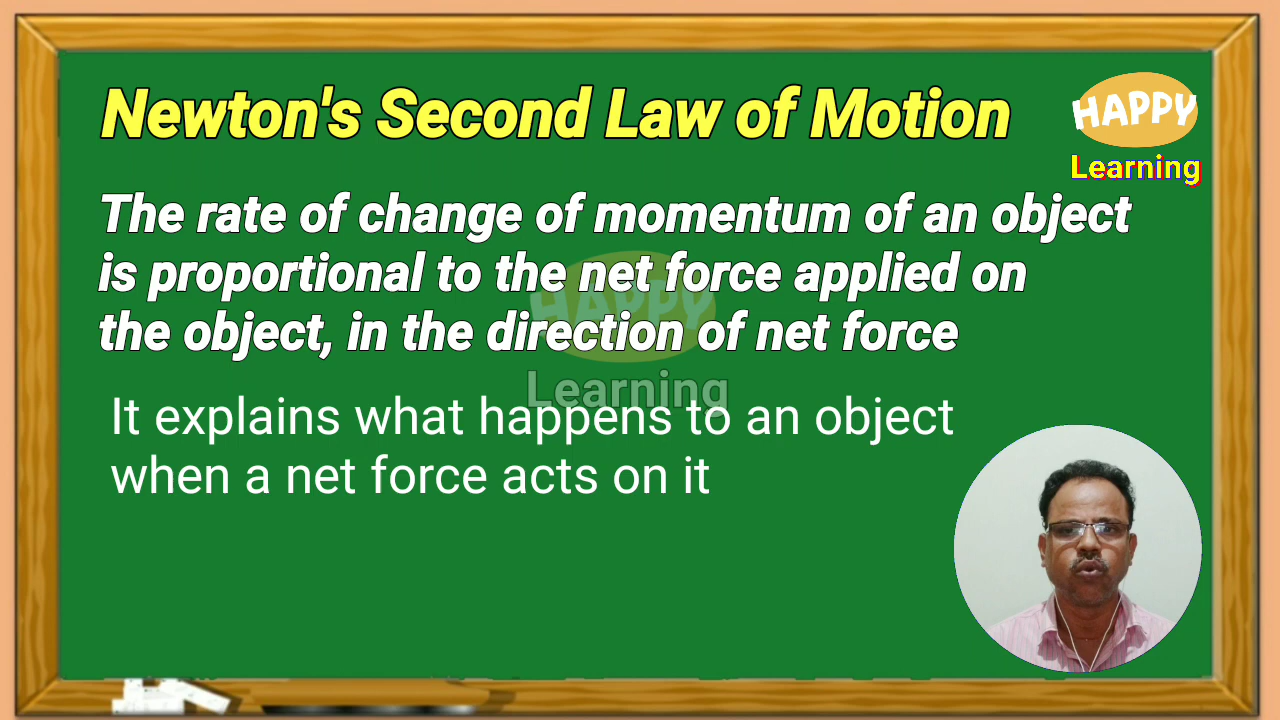 Newton's Second Law of Motion
HAPPY
Learning
The rate of change of momentum of an object
is proportional to the net force applied on
the object, in the direction of net force
HAPPY
Learning
It explains what happens to an object
when a net force acts on it